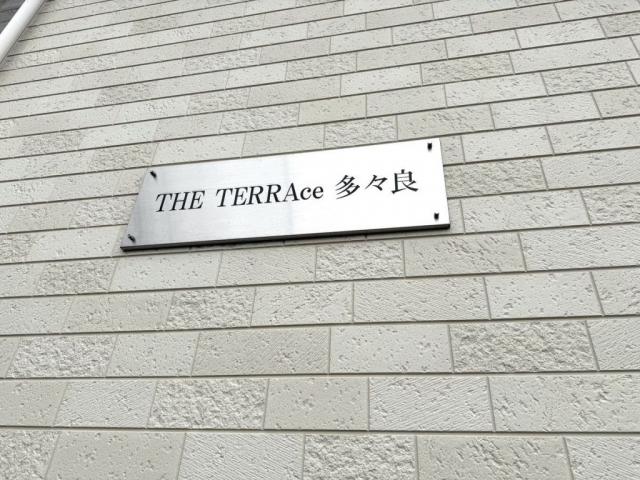 THE TERRAce 多々良